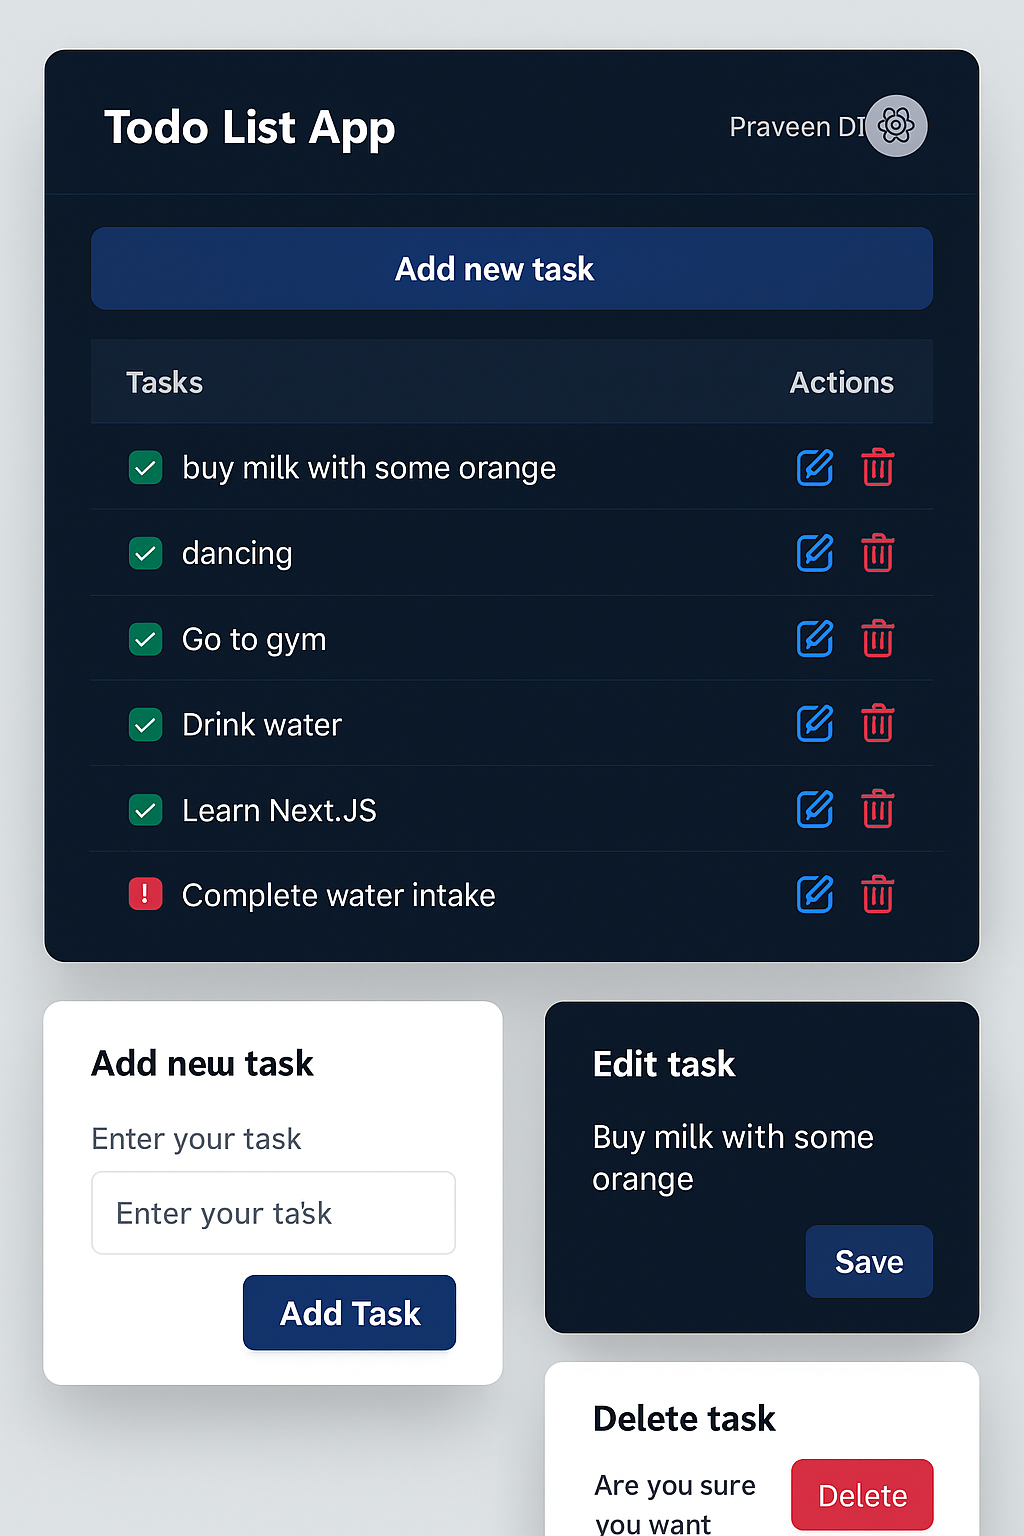 Todo List App
Praveen DI
Add new task
Tasks Actions
buy milk with some orange
dancing
Go to gym
Drink water
Learn Next.JS
! Complete water intake
Add new task
Enter your task
Enter your task
Add Task
Edit task
Buy milk with some
orange
Save
Delete task
Are you sure
you want
Delete